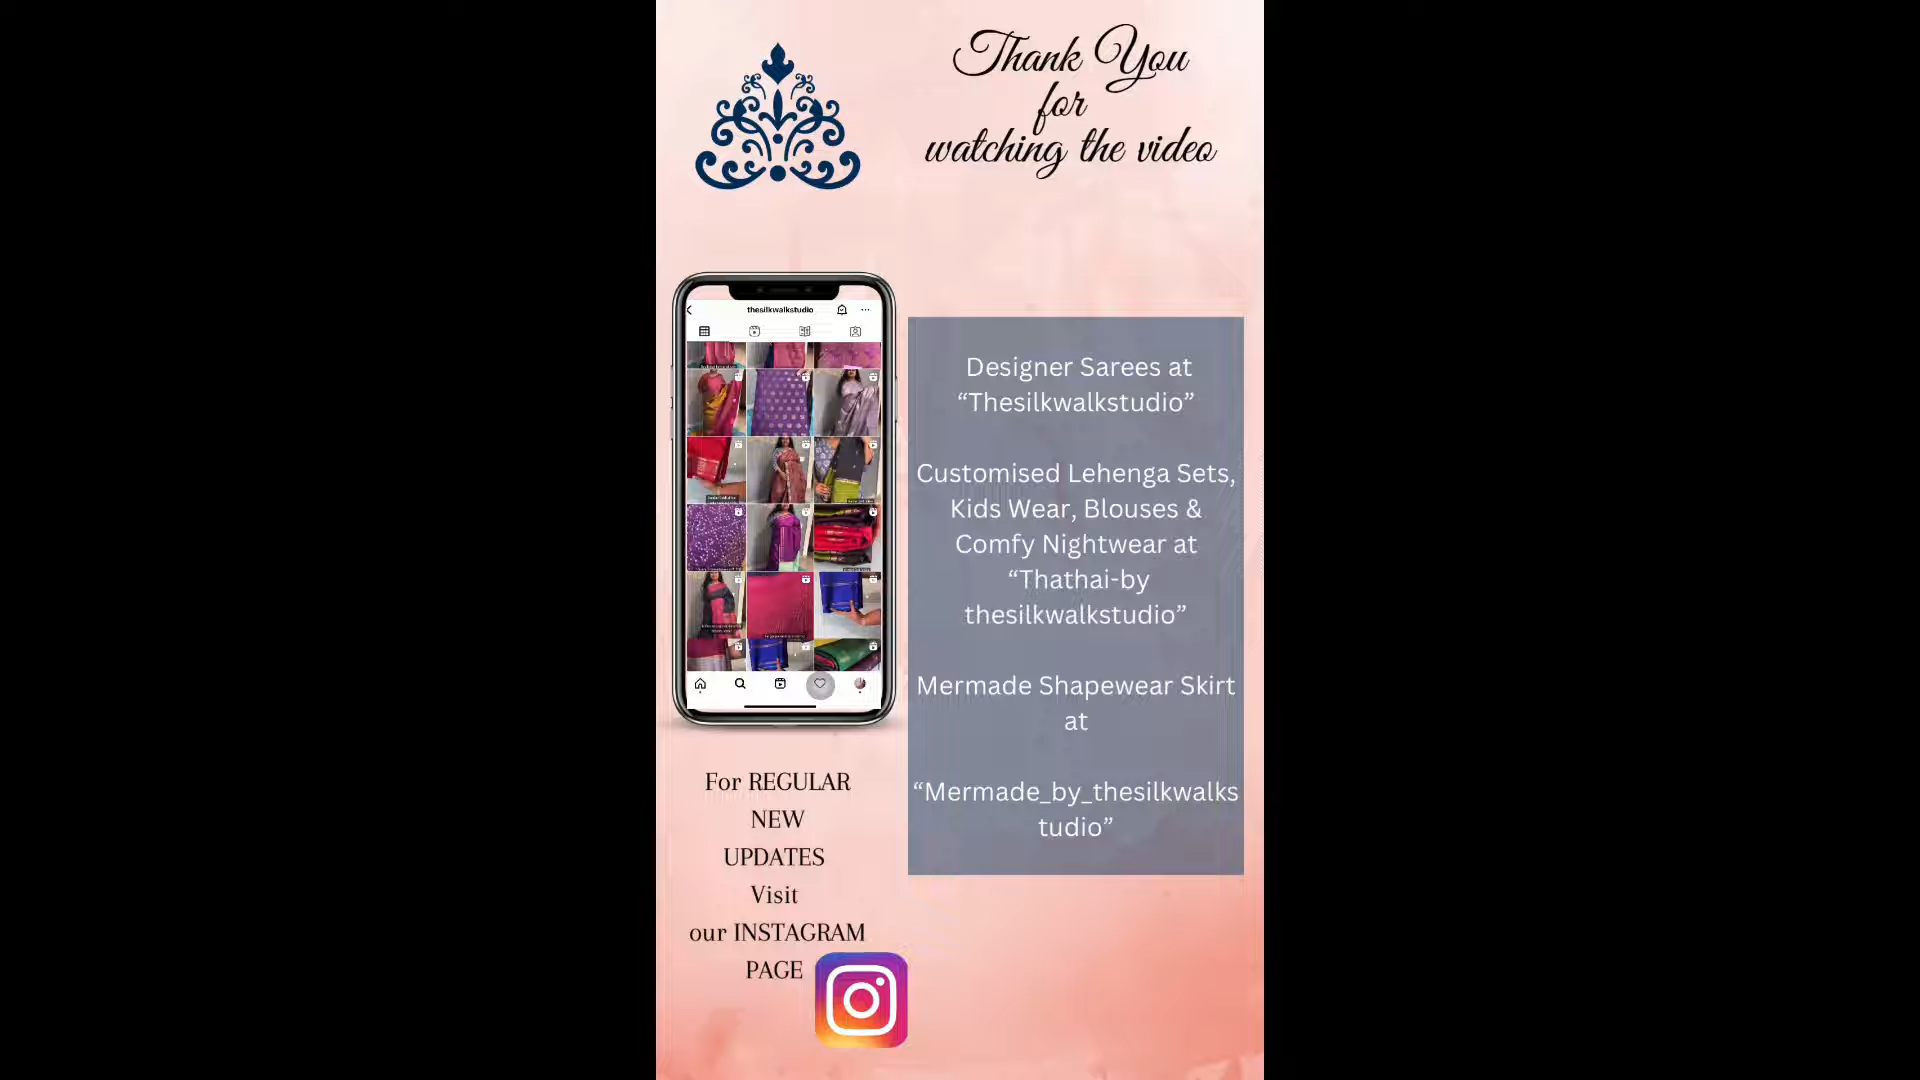 Thank You
for
watching the video
thesilkwalkstudio
Designer Sarees at
“Thesilkwalkstudio”
Customised Lehenga Sets,
Kids Wear, Blouses &
Comfy Nightwear at
“Thathai-by
thesilkwalkstudio”
Mermade Shapewear Skirt
at
“Mermade_by_thesilkwalks
tudio”
For REGULAR
NEW
UPDATES
Visit
our INSTAGRAM
PAGE